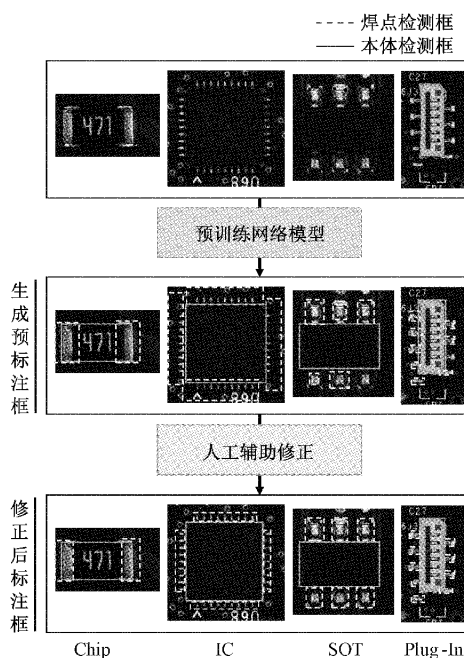 焊点检测框
本体检测框
471
890
C27
预训练网络模型
生成预标注框
471
890
C27
人工辅助修正
修正后标注框
471
890
C27
Chip IC SOT Plug-In